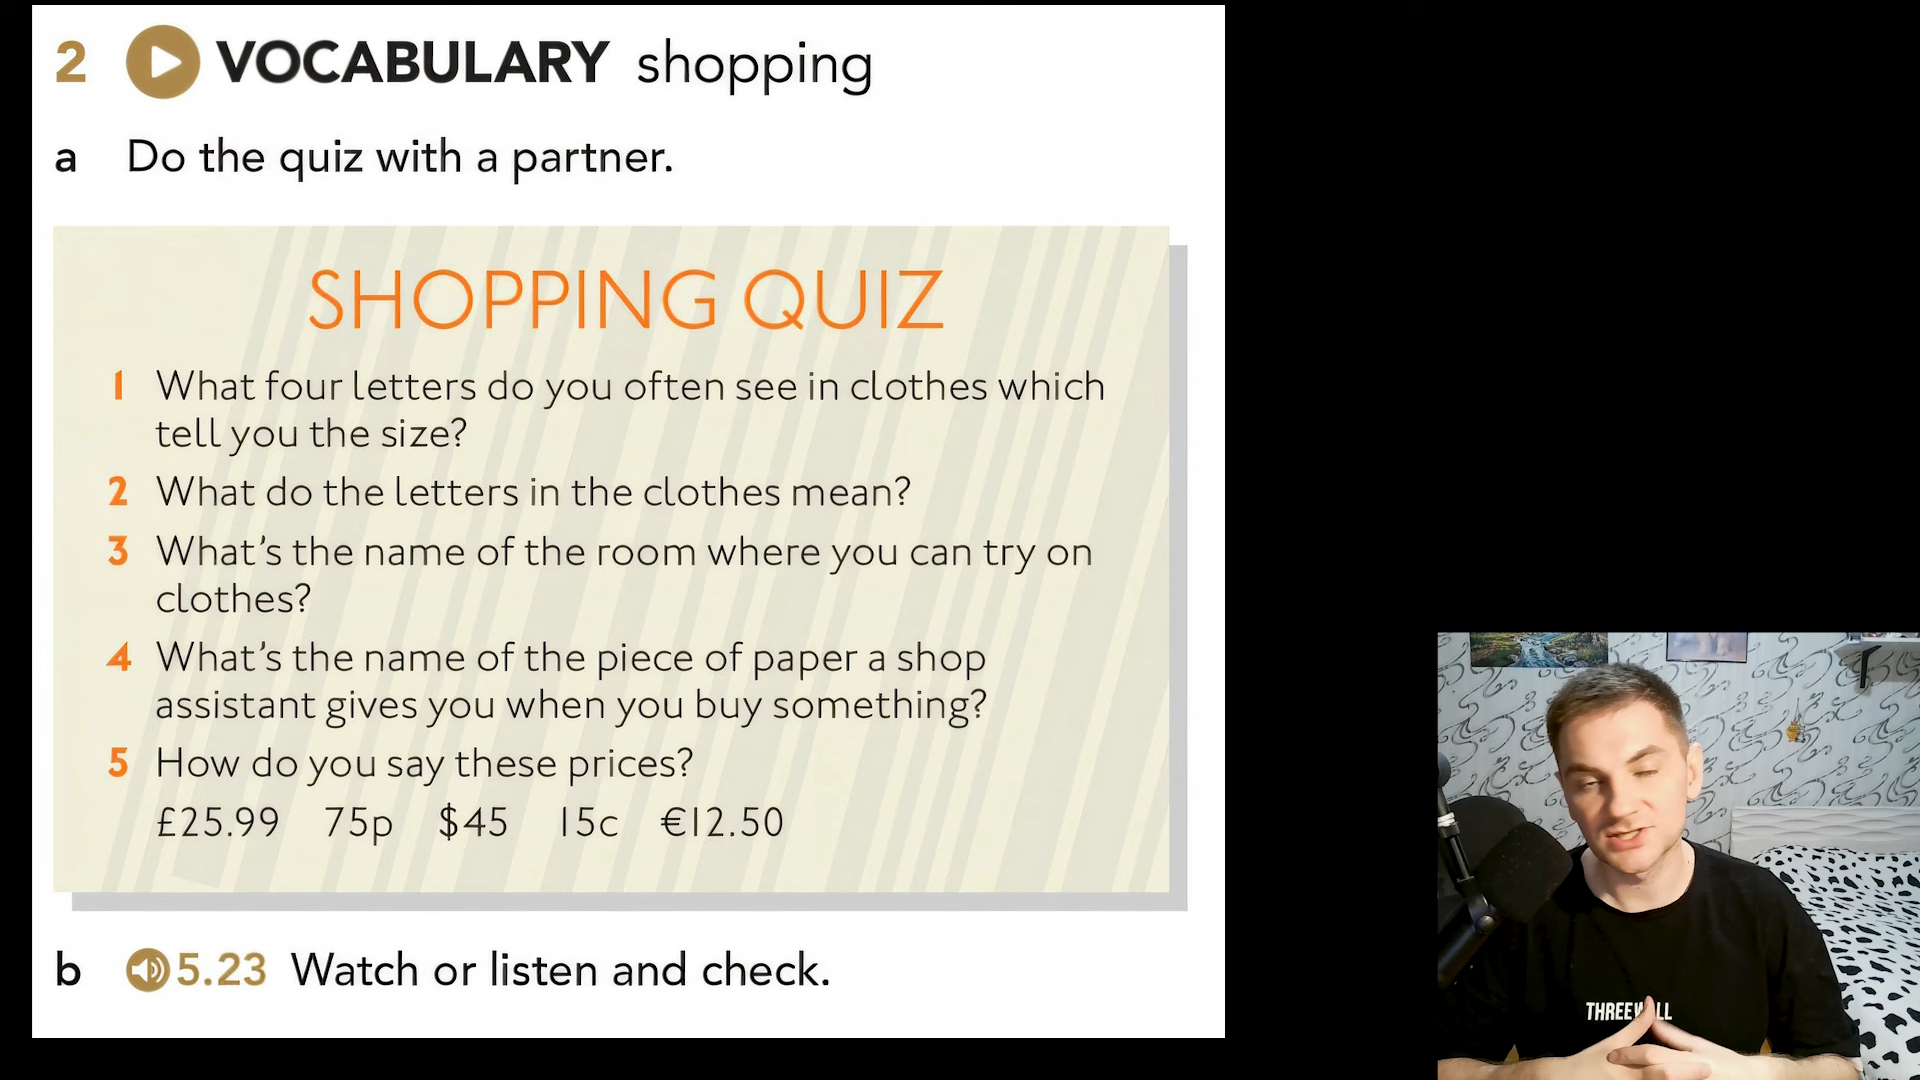 2 VOCABULARY shopping
a Do the quiz with a partner.
SHOPPING QUIZ
1 What four letters do you often see in clothes which
tell you the size?
2 What do the letters in the clothes mean?
3 What's the name of the room where you can try on
clothes?
4 What's the name of the piece of paper a shop
assistant gives you when you buy something?
5 How do you say these prices?
£25.99 75p $45 15c €12.50
b 5.23 Watch or listen and check.